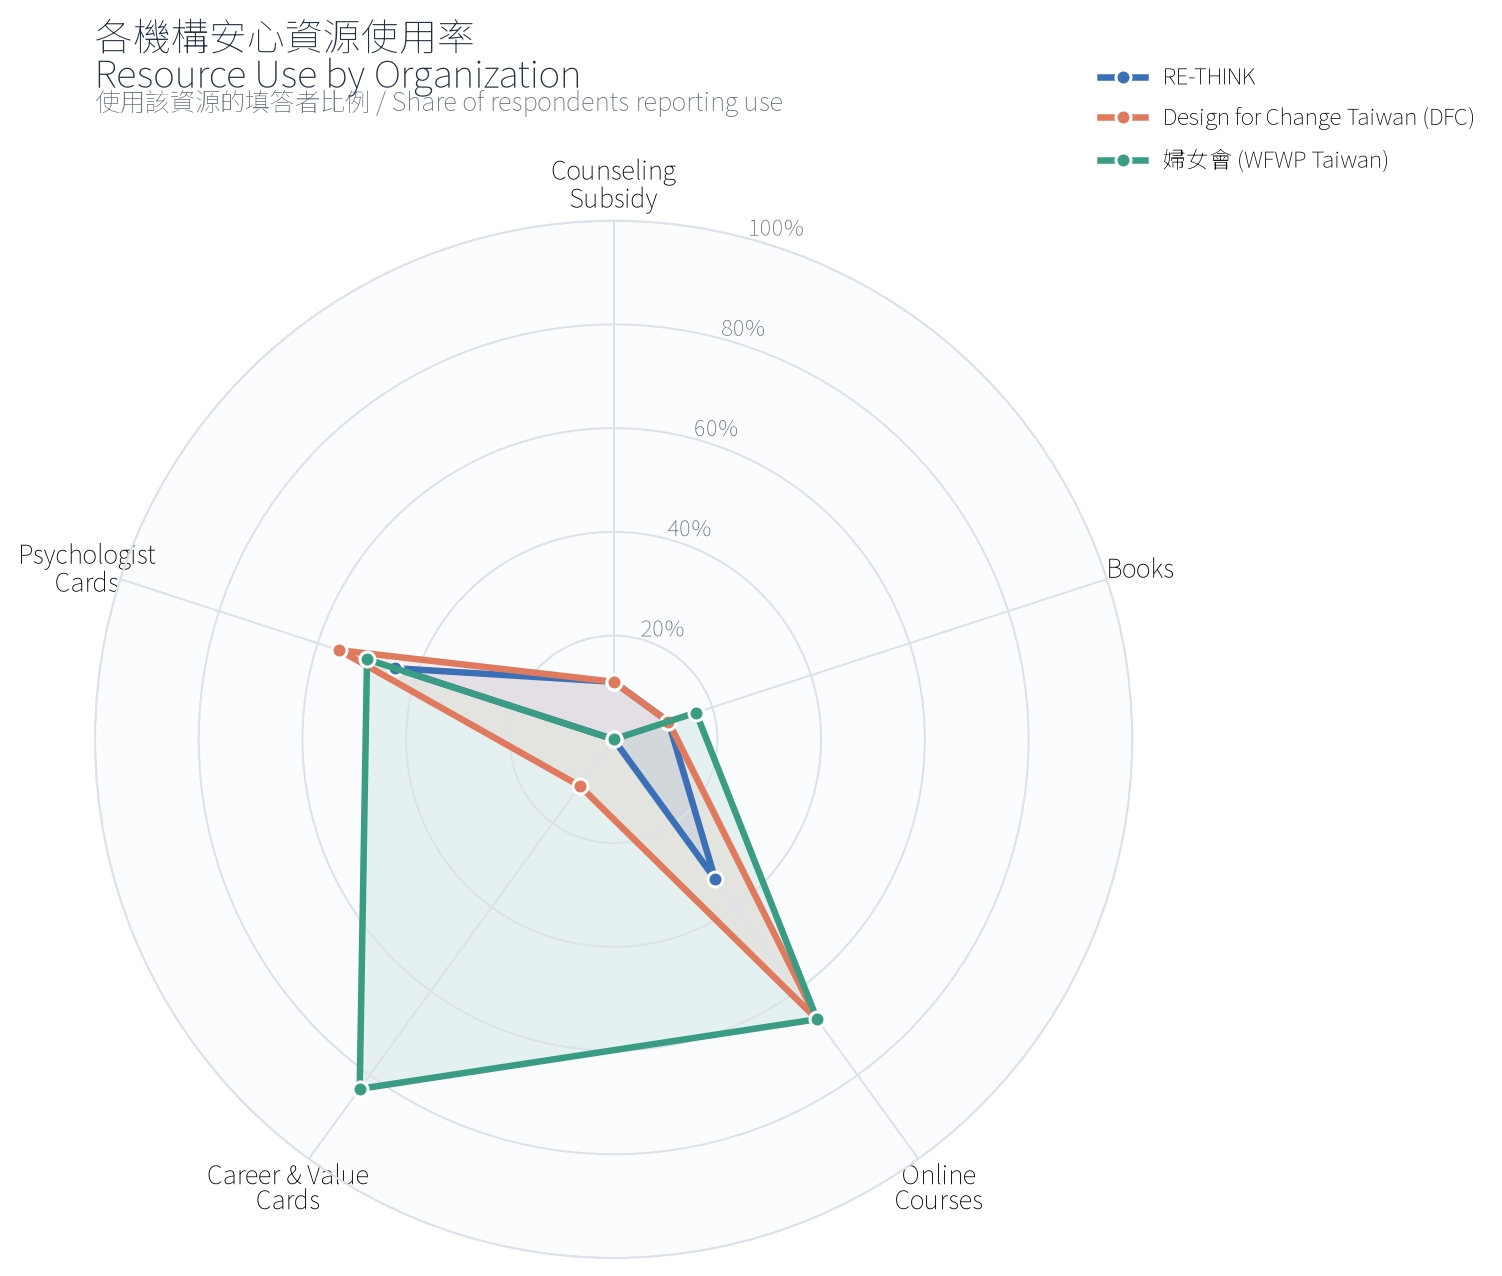 各機構安心資源使用率
Resource Use by Organization
使用該資源的填答者比例 / Share of respondents reporting use
RE-THINK
Design for Change Taiwan (DFC)
婦女會 (WFWP Taiwan)
Counseling
Subsidy
100%
80%
60%
40%
20%
Psychologist
Cards
Books
Career & Value
Cards
Online
Courses